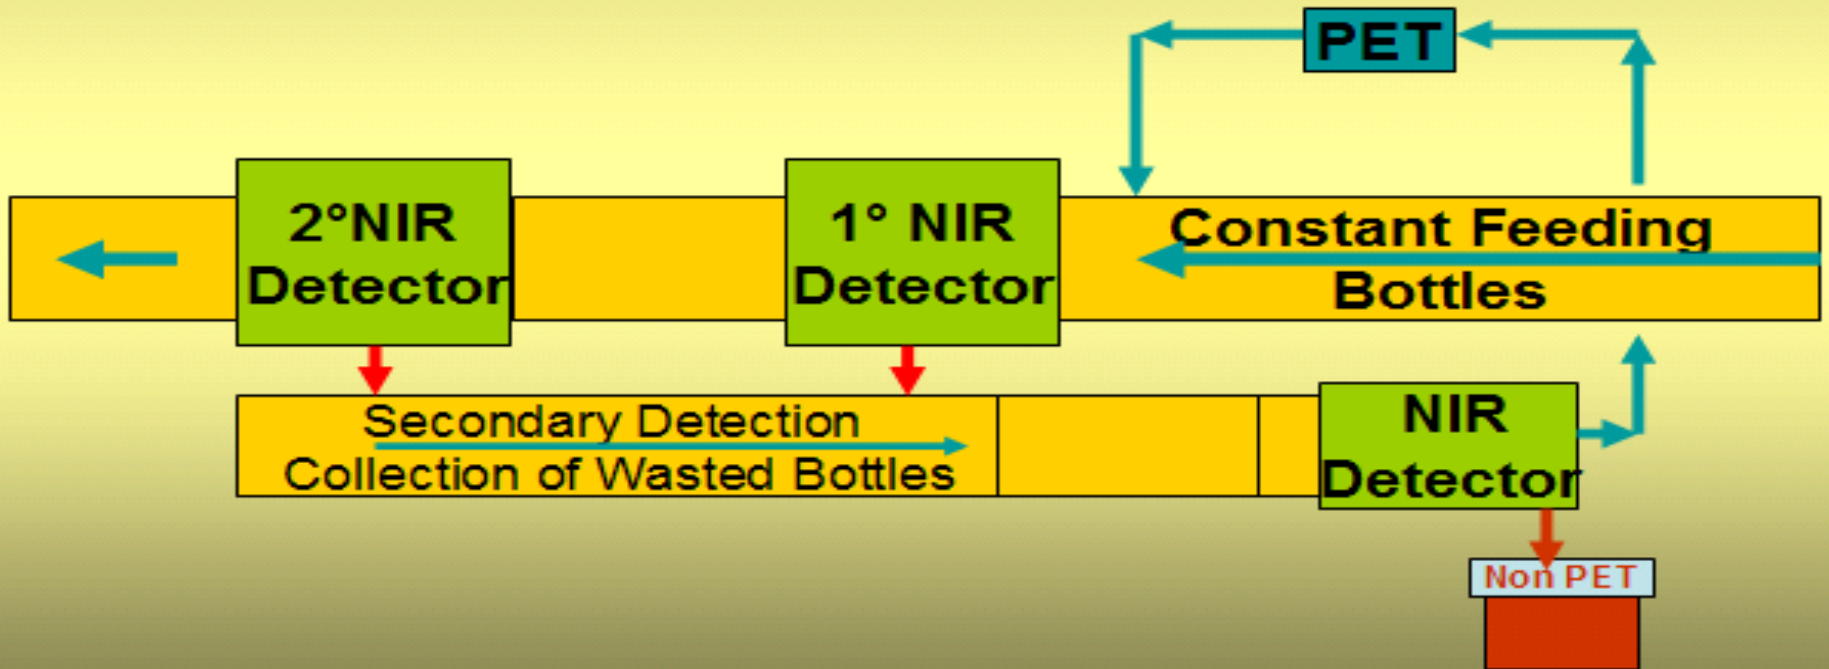 PET
2°NIR
Detector
1° NIR
Detector
Constant Feeding
Bottles
Secondary Detection
Collection of Wasted Bottles
NIR
Detector
Non PET